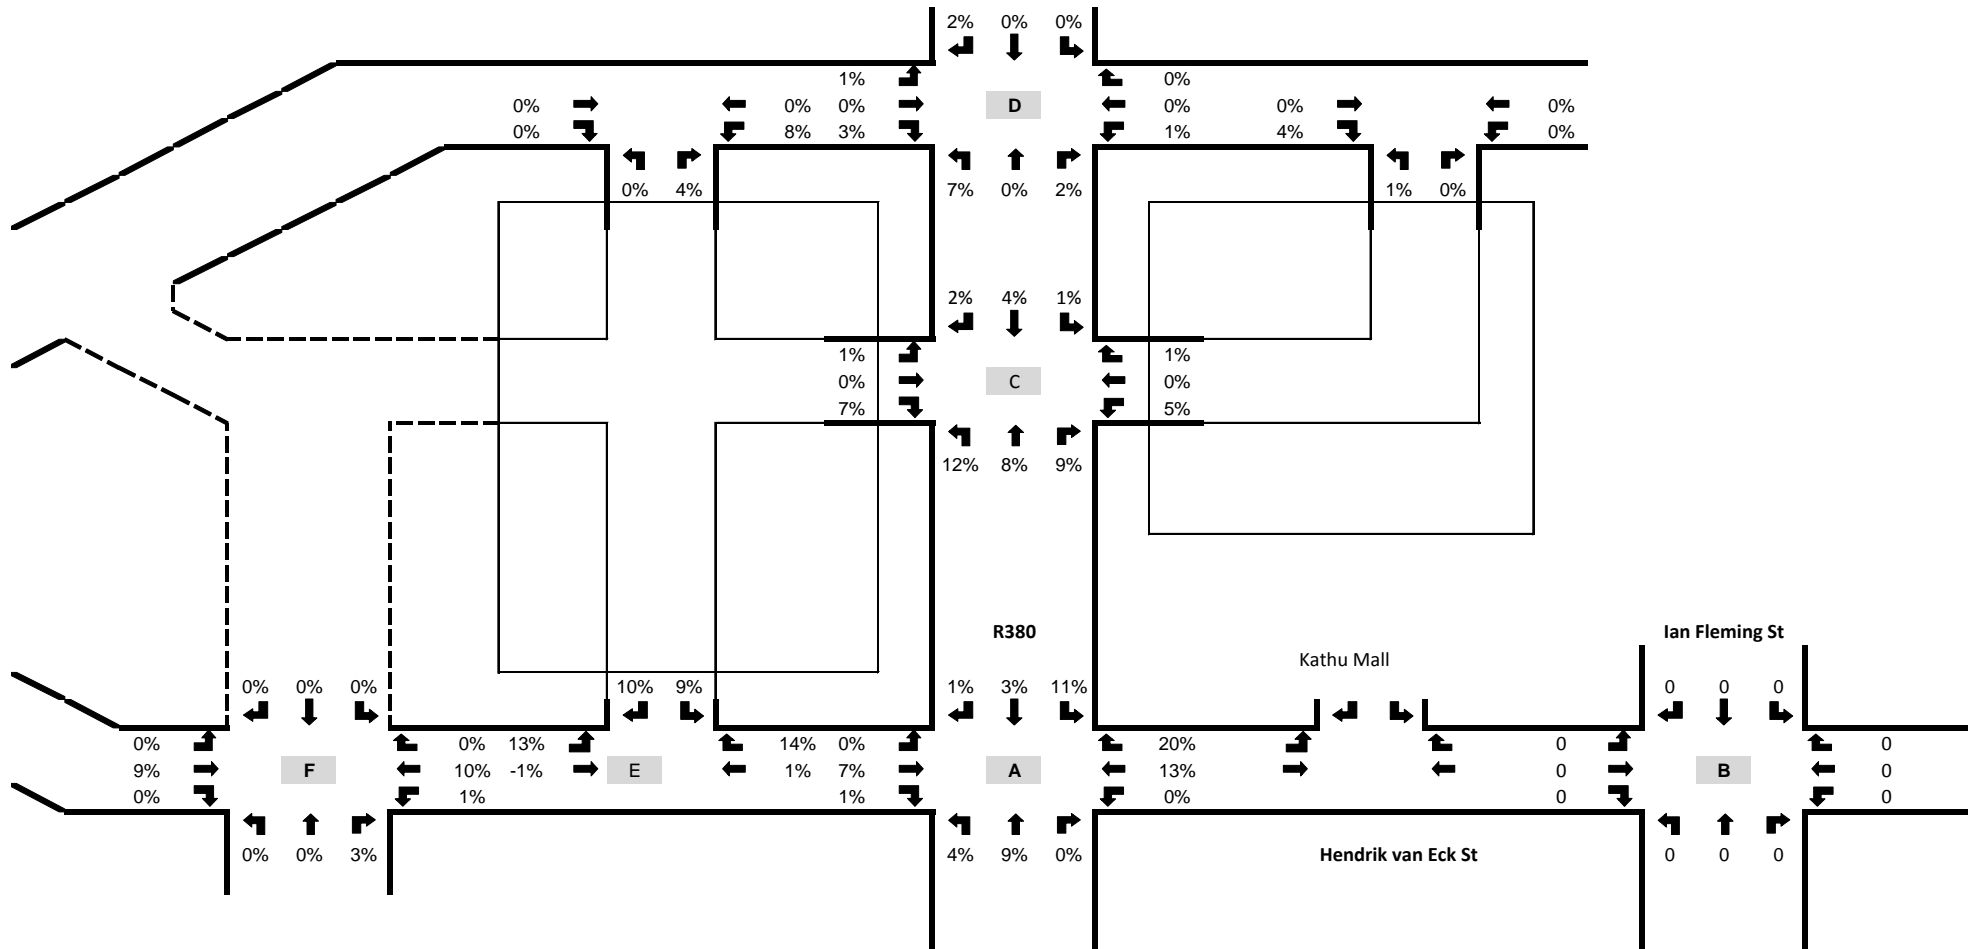 2% 0% 0%
1% 0%
0% 0% 0% D 0% 0% 0%
0% 8% 3% 1% 4% 0%
0% 4% 7% 0% 2% 1% 0%
2% 4% 1%
1% 1%
0% C 0%
7% 5%
12% 8% 9%
R380 Ian Fleming St
Kathu Mall
0% 0% 0% 10% 9% 1% 3% 11% 0 0 0
0% 0% 13% 14% 0% 20% 0 0
9% F 10% -1% E 1% 7% A 13% 0 B 0
0% 1% 1% 0% 0 0
0% 0% 3% 4% 9% 0% Hendrik van Eck St 0 0 0